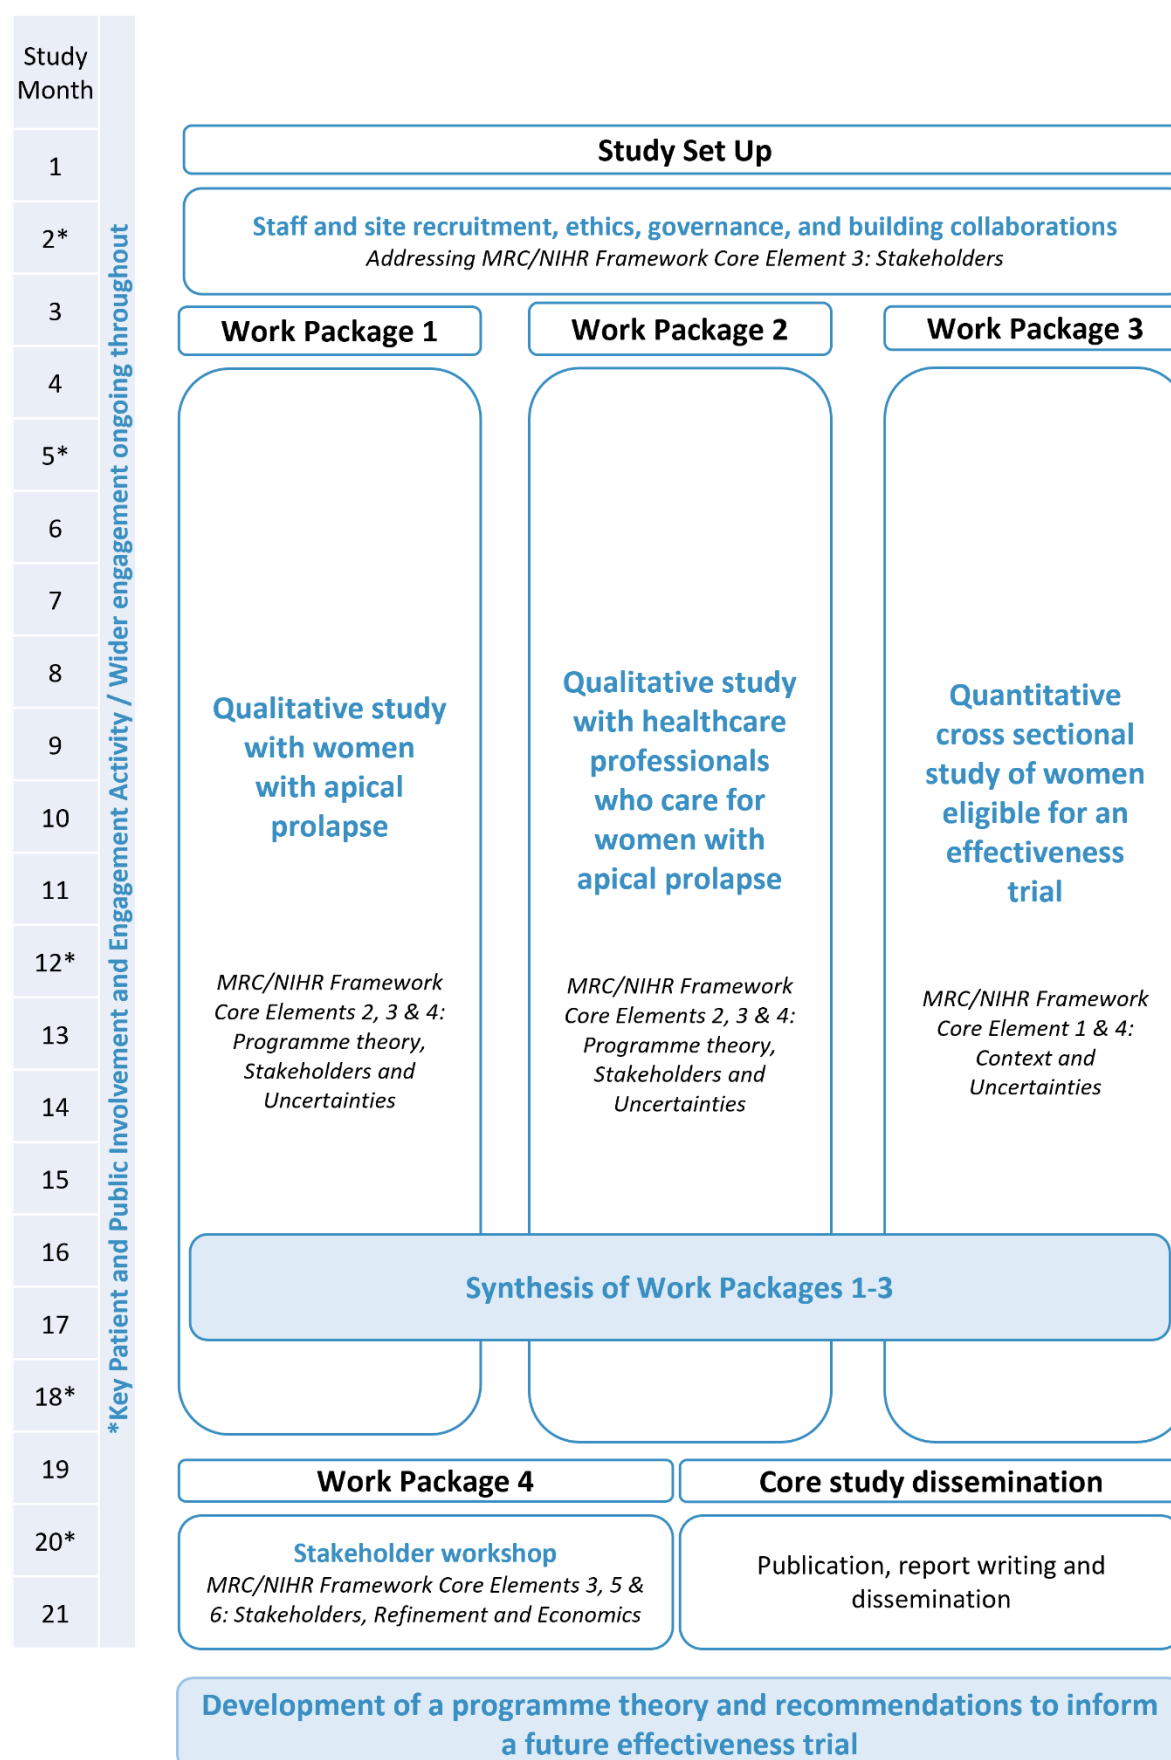 Study
Month
1
2*
3
4
5*
6
7
8
9
10
11
12*
13
14
15
16
17
18*
19
20*
21
*Key Patient and Public Involvement and Engagement Activity / Wider engagement ongoing throughout
Study Set Up
Staff and site recruitment, ethics, governance, and building collaborations
Addressing MRC/NIHR Framework Core Element 3: Stakeholders
Work Package 1
Qualitative study
with women
with apical
prolapse
MRC/NIHR Framework
Core Elements 2, 3 & 4:
Programme theory,
Stakeholders and
Uncertainties
Work Package 2
Qualitative study
with healthcare
professionals
who care for
women with
apical prolapse
MRC/NIHR Framework
Core Elements 2, 3 & 4:
Programme theory,
Stakeholders and
Uncertainties
Work Package 3
Quantitative
cross sectional
study of women
eligible for an
effectiveness
trial
MRC/NIHR Framework
Core Element 1 & 4:
Context and
Uncertainties
Synthesis of Work Packages 1-3
Work Package 4
Stakeholder workshop
MRC/NIHR Framework Core Elements 3, 5 &
6: Stakeholders, Refinement and Economics
Core study dissemination
Publication, report writing and
dissemination
Development of a programme theory and recommendations to inform
a future effectiveness trial